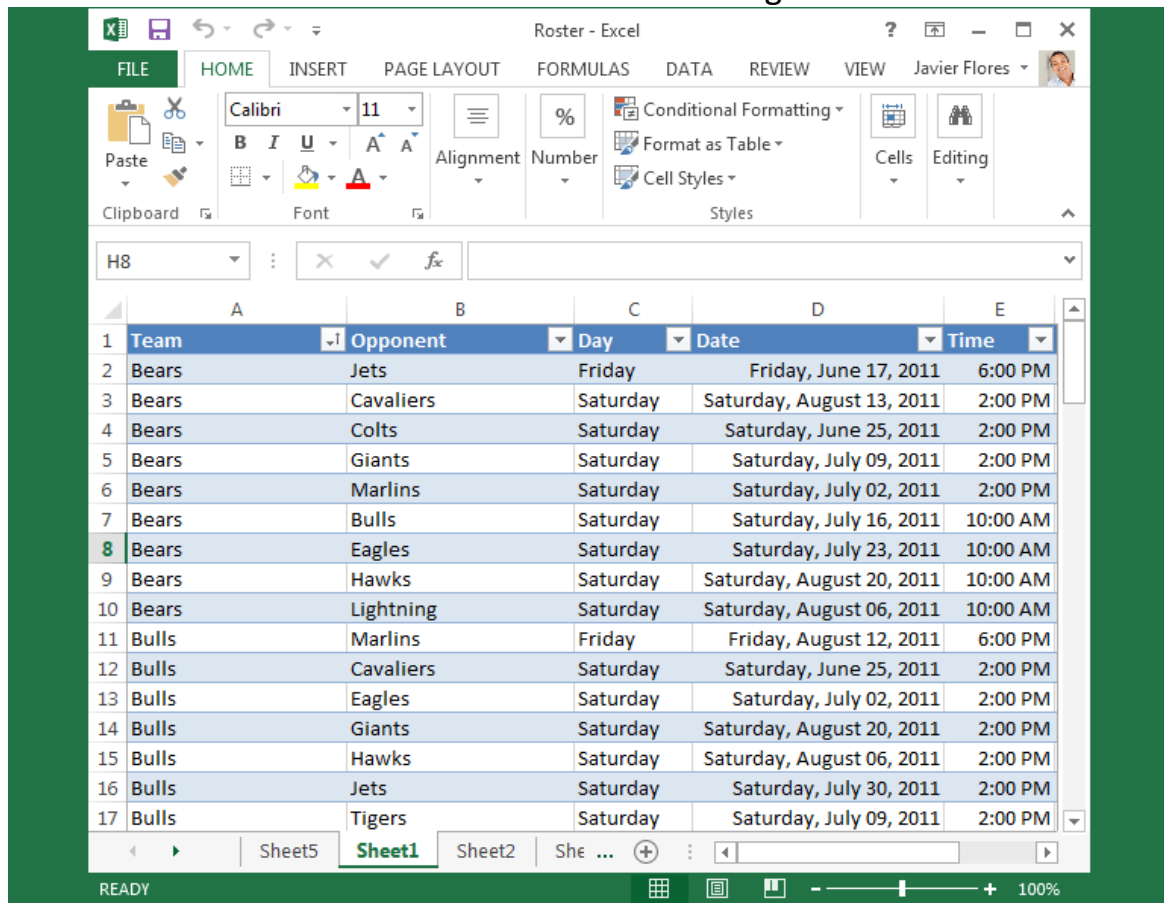 Roster - Excel ?
FILE HOME INSERT PAGE LAYOUT FORMULAS DATA REVIEW VIEW Javier Flores
Calibri 11 % Conditional Formatting
B I U A A Format as Table
Paste Alignment Number Cells Editing
A Cell Styles
Clipboard Font Styles
H8 fx
A B C D E
1 Team Opponent Day Date Time
2 Bears Jets Friday Friday, June 17, 2011 6:00 PM
3 Bears Cavaliers Saturday Saturday, August 13, 2011 2:00 PM
4 Bears Colts Saturday Saturday, June 25, 2011 2:00 PM
5 Bears Giants Saturday Saturday, July 09, 2011 2:00 PM
6 Bears Marlins Saturday Saturday, July 02, 2011 2:00 PM
7 Bears Bulls Saturday Saturday, July 16, 2011 10:00 AM
8 Bears Eagles Saturday Saturday, July 23, 2011 10:00 AM
9 Bears Hawks Saturday Saturday, August 20, 2011 10:00 AM
10 Bears Lightning Saturday Saturday, August 06, 2011 10:00 AM
11 Bulls Marlins Friday Friday, August 12, 2011 6:00 PM
12 Bulls Cavaliers Saturday Saturday, June 25, 2011 2:00 PM
13 Bulls Eagles Saturday Saturday, July 02, 2011 2:00 PM
14 Bulls Giants Saturday Saturday, August 20, 2011 2:00 PM
15 Bulls Hawks Saturday Saturday, August 06, 2011 2:00 PM
16 Bulls Jets Saturday Saturday, July 30, 2011 2:00 PM
17 Bulls Tigers Saturday Saturday, July 09, 2011 2:00 PM
Sheet5 Sheet1 Sheet2 She ...
READY - + 100%